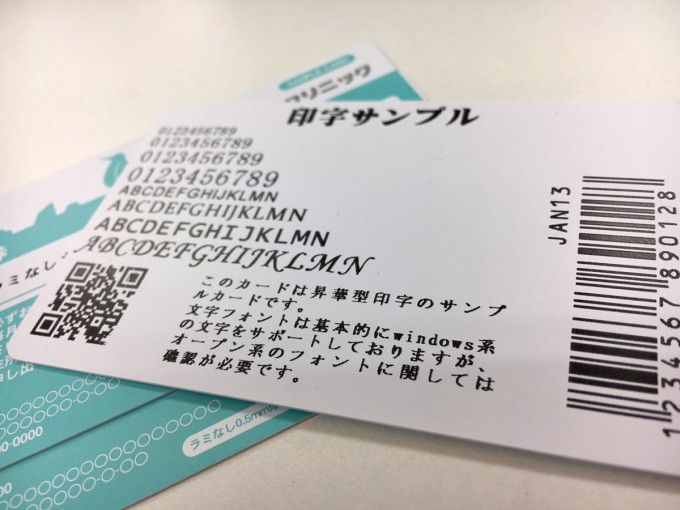 SAMPLE CARD
クリニック
印字サンプル
0123456789
0123456789
0123456789
0123456789
ABCDEFGHIJKLMN
ABCDEFGHIJKLMN
ABCDEFGHIJKLMN
ABCDEFGHIJKLMN
このカードは昇華型印字のサンプ
ルカードです。
文字フォントは基本的にwindows系
の文字をサポートしておりますが、
オープン系のフォントに関しては
確認が必要です。
JAN13
1234567890128
ラミなし
ラミなし0.5mm